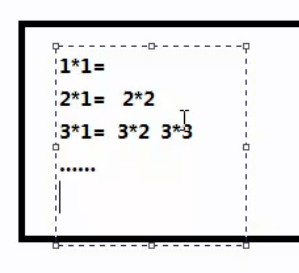 1*1=
2*1= 2*2
3*1= 3*2 3*3
......